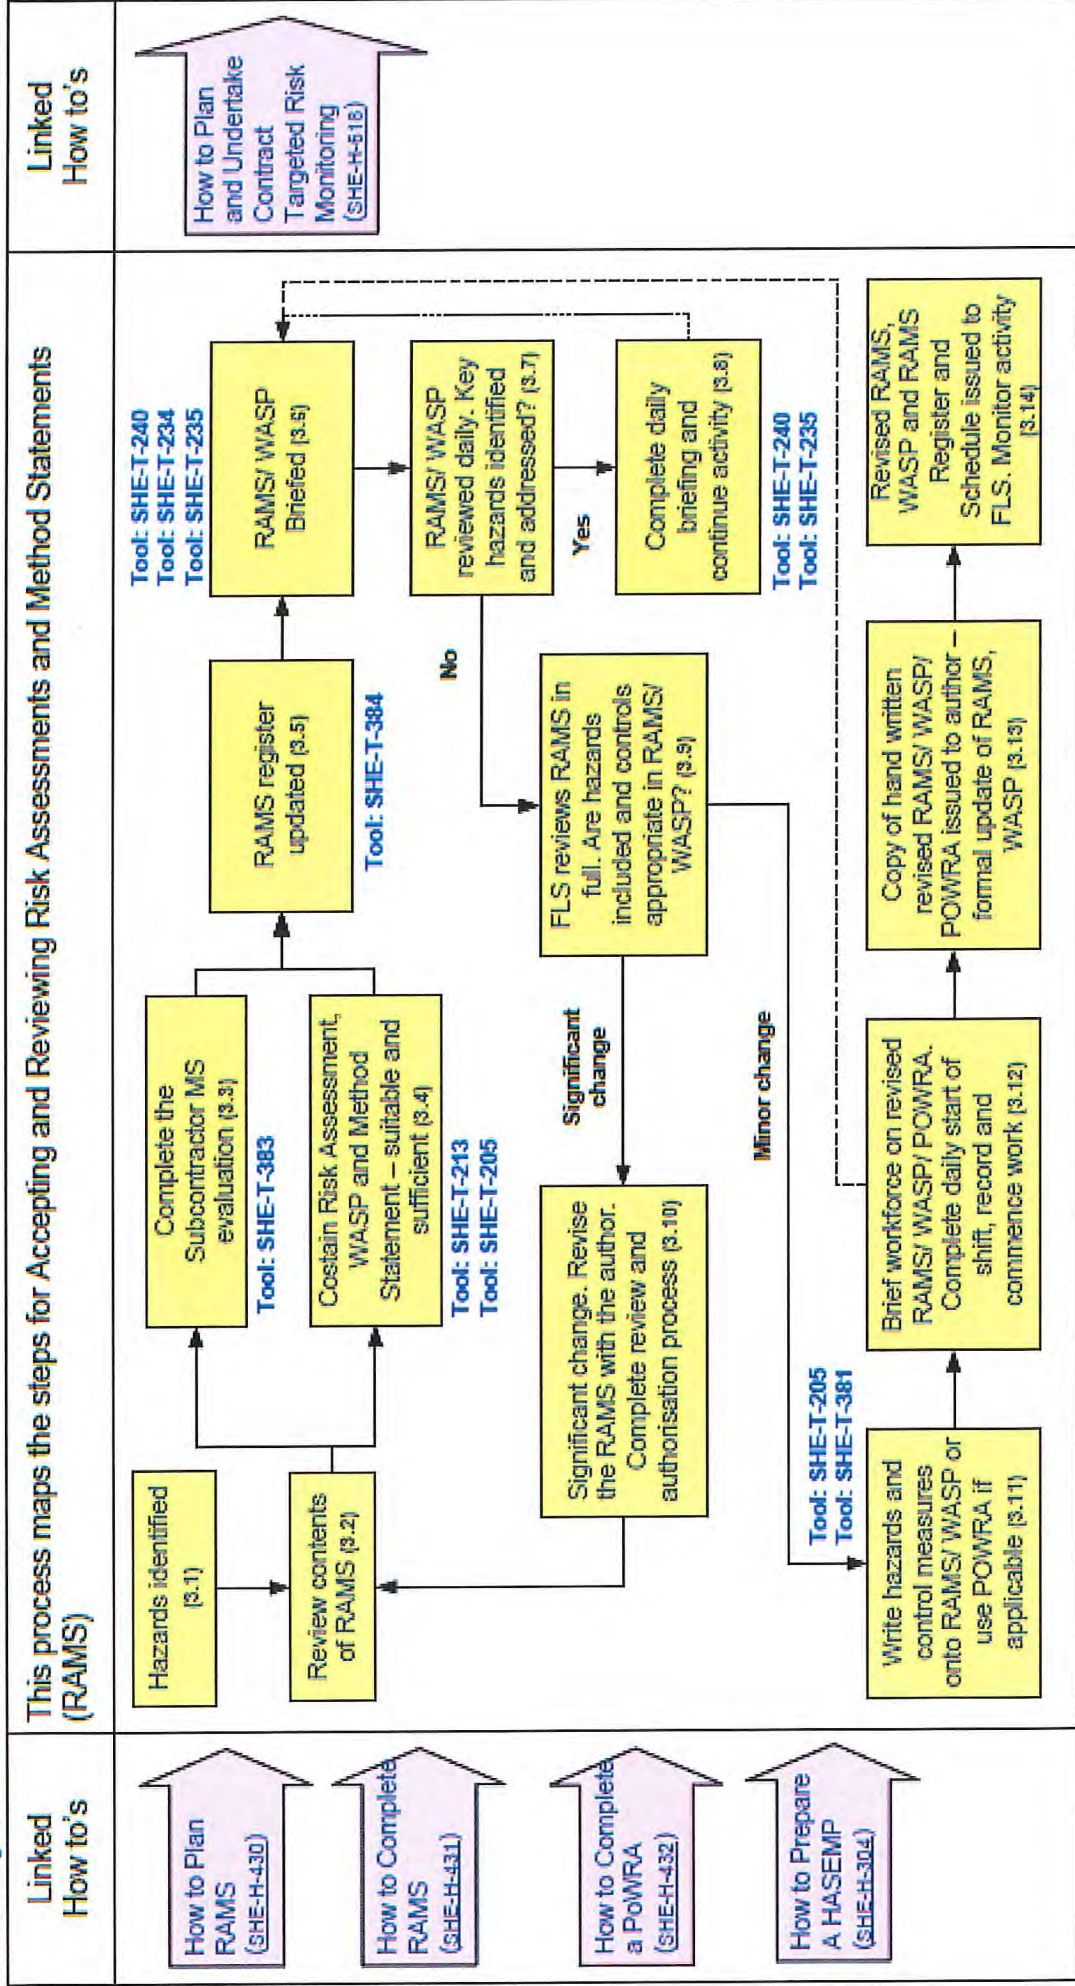 Linked
How to's
This process maps the steps for Accepting and Reviewing Risk Assessments and Method Statements
(RAMS)
Linked
How to's
How to Plan
RAMS
(SHE-H-430)
How to Complete
RAMS
(SHE-H-431)
How to Complete
a PoWRA
(SHE-H-432)
How to Prepare
A HASEMP
(SHE-H-304)
Hazards identified
(3.1)
Review contents
of RAMS (3.2)
Complete the
Subcontractor MS
evaluation (3.3)
Tool: SHE-T-383
Costain Risk Assessment,
WASP and Method
Statement – suitable and
sufficient (3.4)
Tool: SHE-T-213
Tool: SHE-T-205
RAMS register
updated (3.5)
Tool: SHE-T-384
Tool: SHE-T-240
Tool: SHE-T-234
Tool: SHE-T-235
RAMS/ WASP
Briefed (3.6)
RAMS/ WASP
reviewed daily. Key
hazards identified
and addressed? (3.7)
Yes
No
Complete daily
briefing and
continue activity (3.8)
Tool: SHE-T-240
Tool: SHE-T-235
FLS reviews RAMS in
full. Are hazards
included and controls
appropriate in RAMS/
WASP? (3.9)
Significant
change
Minor change
Significant change. Revise
the RAMS with the author.
Complete review and
authorisation process (3.10)
Tool: SHE-T-205
Tool: SHE-T-381
Write hazards and
control measures
onto RAMS/ WASP or
use POWRA if
applicable (3.11)
Brief workforce on revised
RAMS/ WASP/ POWRA.
Complete daily start of
shift, record and
commence work (3.12)
Copy of hand written
revised RAMS/ WASP/
POWRA issued to author –
formal update of RAMS,
WASP (3.13)
Revised RAMS,
WASP and RAMS
Register and
Schedule issued to
FLS. Monitor activity
(3.14)
How to Plan
and Undertake
Contract
Targeted Risk
Monitoring
(SHE-H-618)